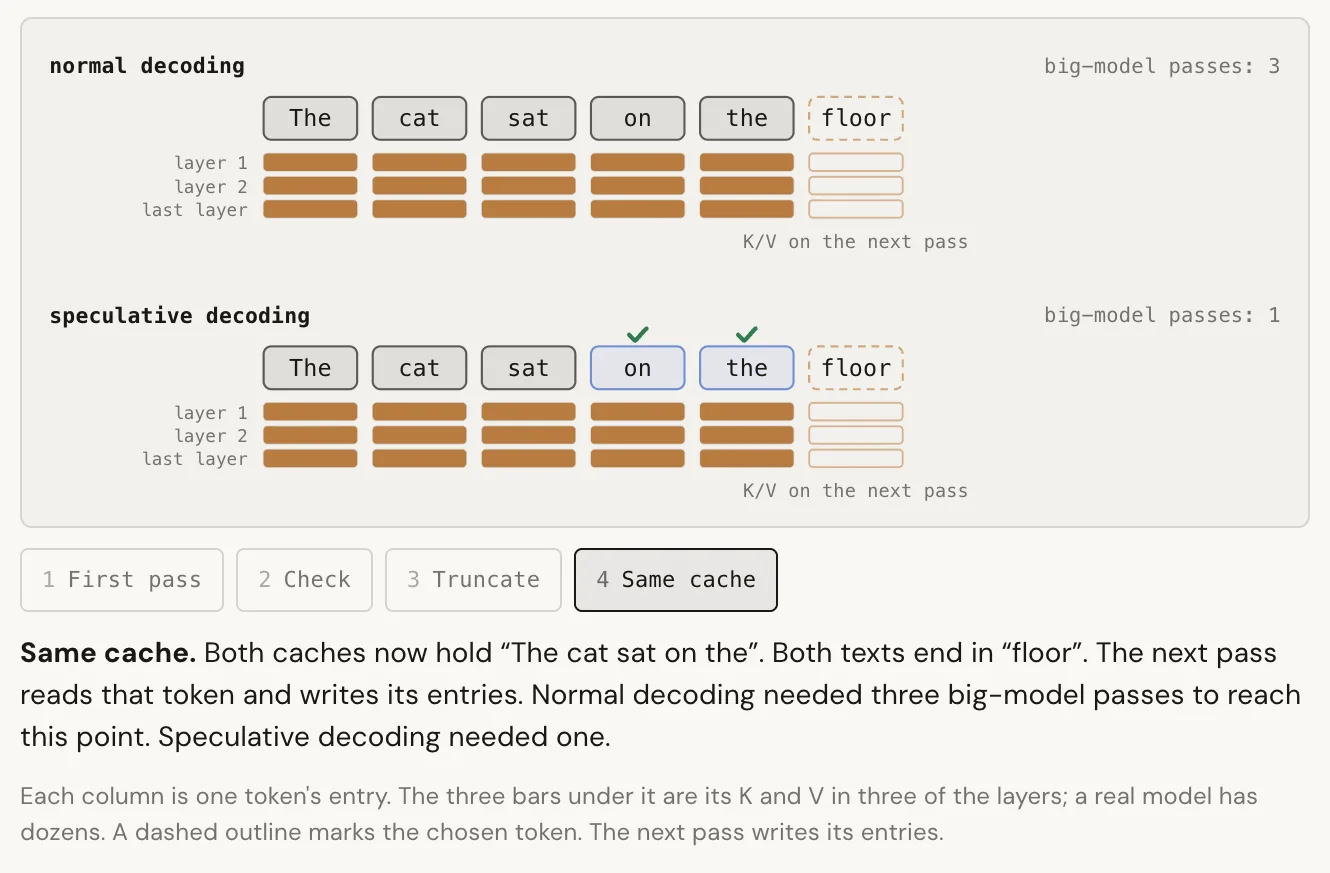 normal decoding
big-model passes: 3
The cat sat on the floor
layer 1
layer 2
last layer
K/V on the next pass
speculative decoding
big-model passes: 1
The cat sat on the floor
layer 1
layer 2
last layer
K/V on the next pass
1 First pass
2 Check
3 Truncate
4 Same cache
Same cache. Both caches now hold “The cat sat on the”. Both texts end in “floor”. The next pass
reads that token and writes its entries. Normal decoding needed three big-model passes to reach
this point. Speculative decoding needed one.
Each column is one token's entry. The three bars under it are its K and V in three of the layers; a real model has
dozens. A dashed outline marks the chosen token. The next pass writes its entries.